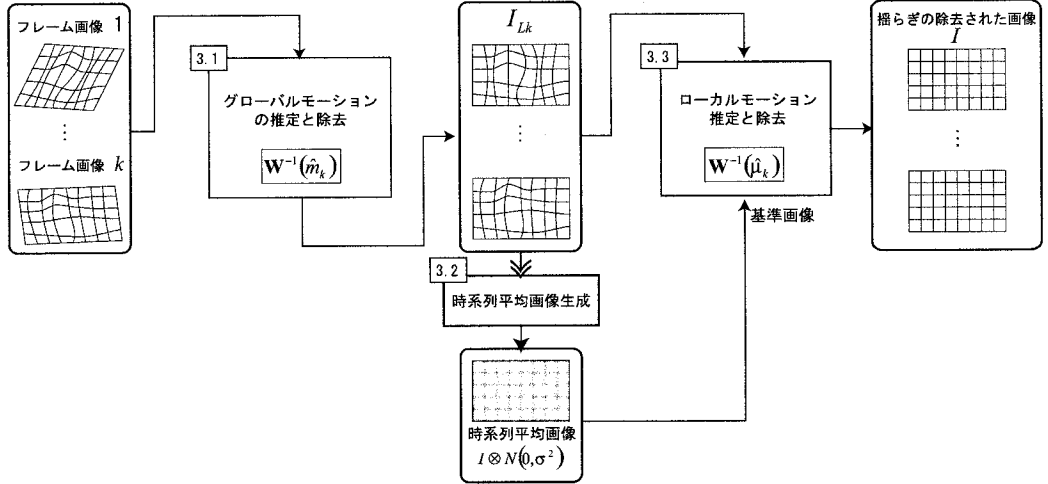 フレーム画像 1
⋮
フレーム画像 k
3.1
グローバルモーション
の推定と除去
W⁻¹(m̂ₖ)
I_{Lk}
⋮
3.2
時系列平均画像生成
時系列平均画像
I⊗N(0,σ²)
3.3
ローカルモーション
推定と除去
W⁻¹(μ̂ₖ)
基準画像
揺らぎの除去された画像
I
⋮